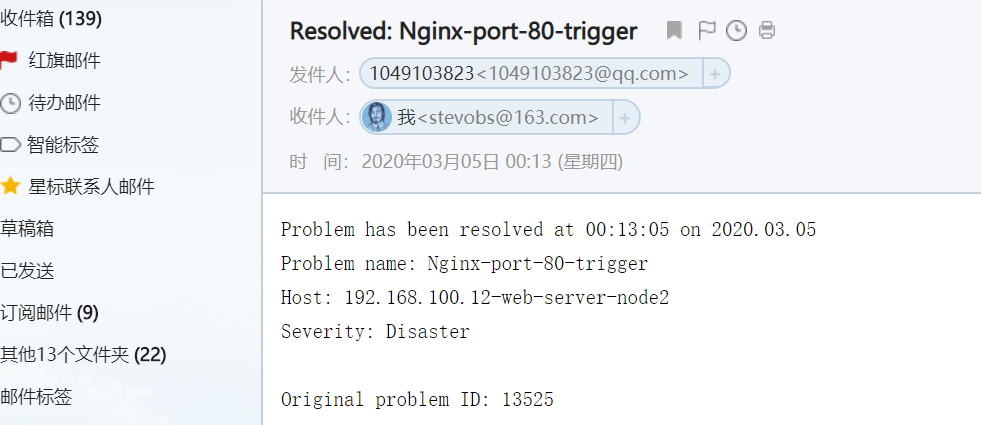 收件箱 (139)
红旗邮件
待办邮件
智能标签
星标联系人邮件
草稿箱
已发送
订阅邮件 (9)
其他13个文件夹 (22)
邮件标签
Resolved: Nginx-port-80-trigger
发件人： 1049103823<1049103823@qq.com> +
收件人： 我<stevobs@163.com> +
时 间： 2020年03月05日 00:13 (星期四)
Problem has been resolved at 00:13:05 on 2020.03.05
Problem name: Nginx-port-80-trigger
Host: 192.168.100.12-web-server-node2
Severity: Disaster
Original problem ID: 13525